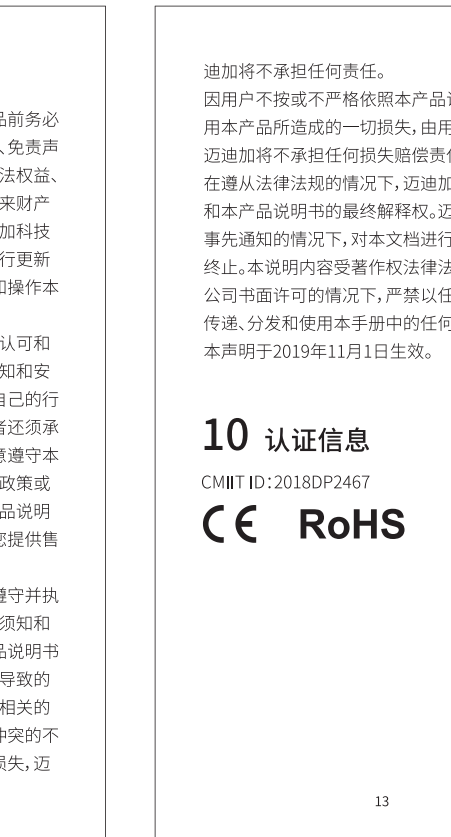 品前务必
、免责声
法权益、
来财产
加科技
行更新
和操作本
认可和
知和安
自己的行
者还须承
意遵守本
政策或
品说明
您提供售
遵守并执
须知和
品说明书
导致的
相关的
冲突的不
损失，迈
迪加将不承担任何责任。
因用户不按或不严格依照本产品说
用本产品所造成的一切损失，由用
迈迪加将不承担任何损失赔偿责任
在遵从法律法规的情况下，迈迪加
和本产品说明书的最终解释权。迈
事先通知的情况下，对本文档进行
终止。本说明内容受著作权法律法
公司书面许可的情况下，严禁以任
传递、分发和使用本手册中的任何
本声明于2019年11月1日生效。
10 认证信息
CMIIT ID：2018DP2467
CE RoHS
13